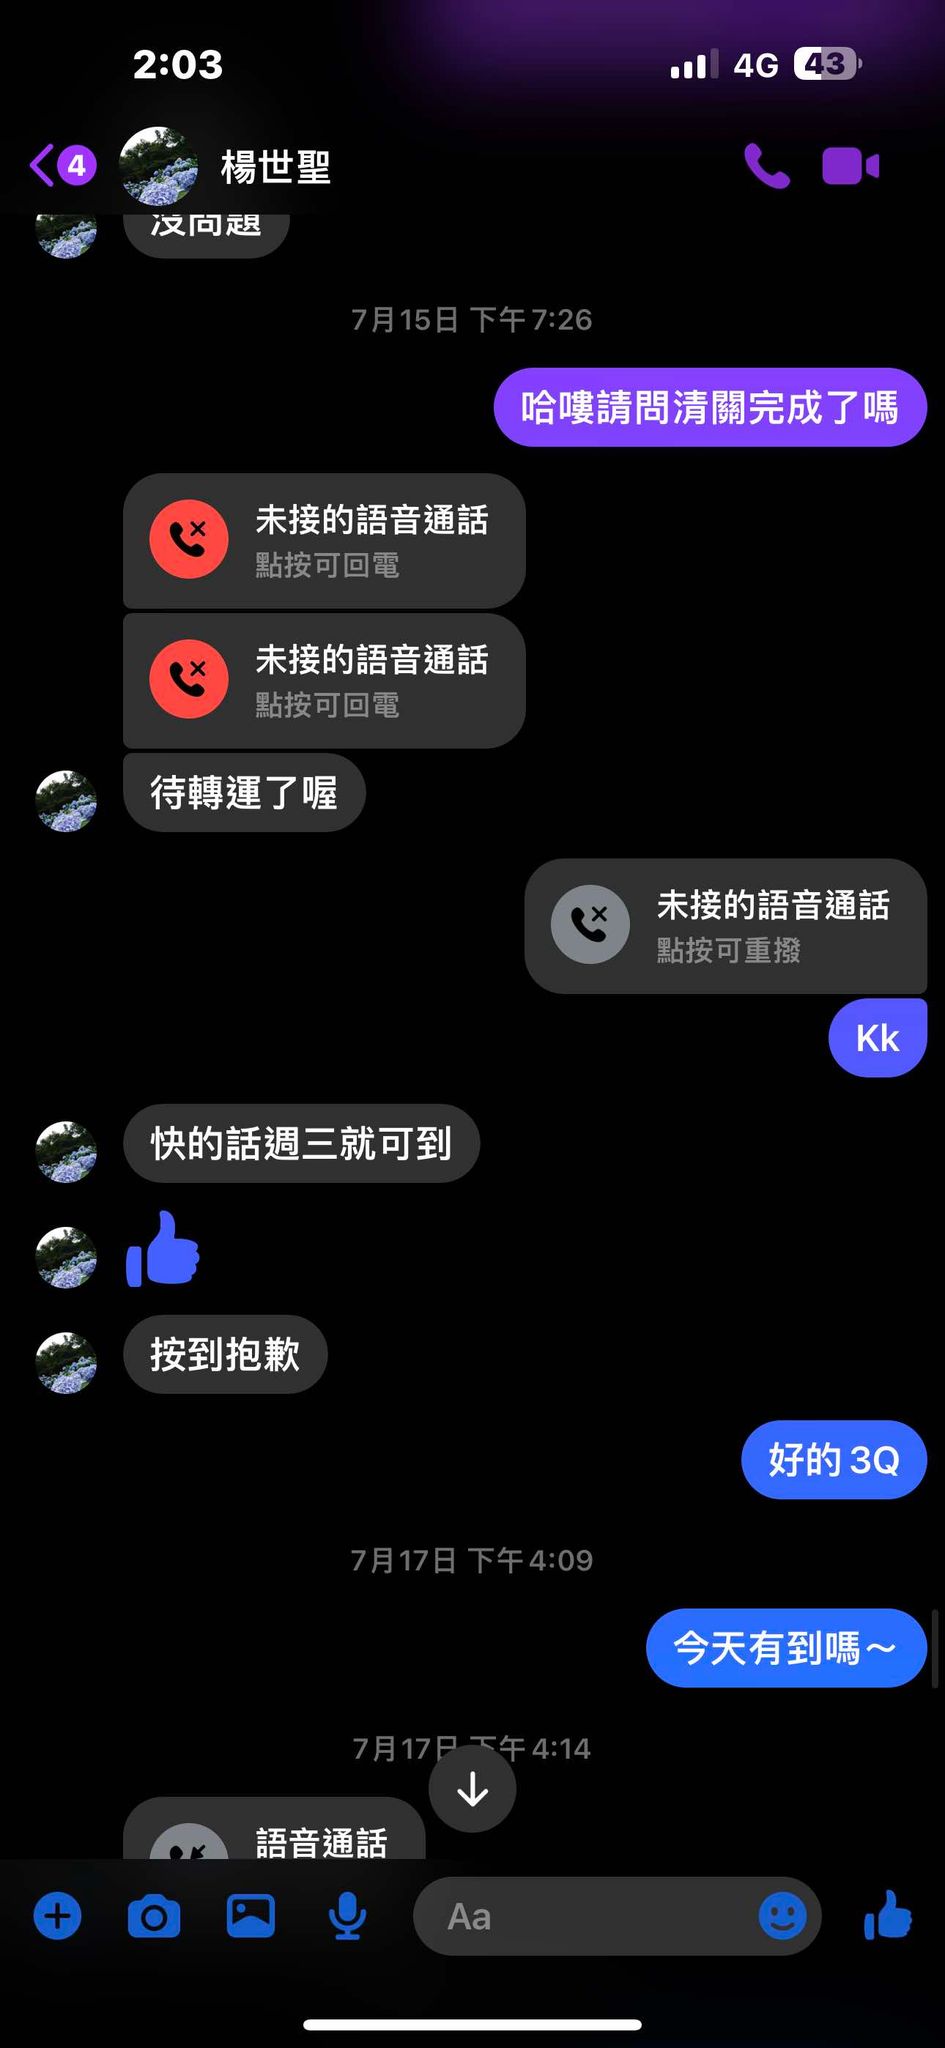 2:03
4G 43
4 楊世聖
沒問題
7月15日 下午7:26
哈嘍請問清關完成了嗎
未接的語音通話
點按可回電
未接的語音通話
點按可回電
待轉運了喔
未接的語音通話
點按可重撥
Kk
快的話週三就可到
按到抱歉
好的 3Q
7月17日 下午4:09
今天有到嗎～
7月17日 下午4:14
語音通話
Aa